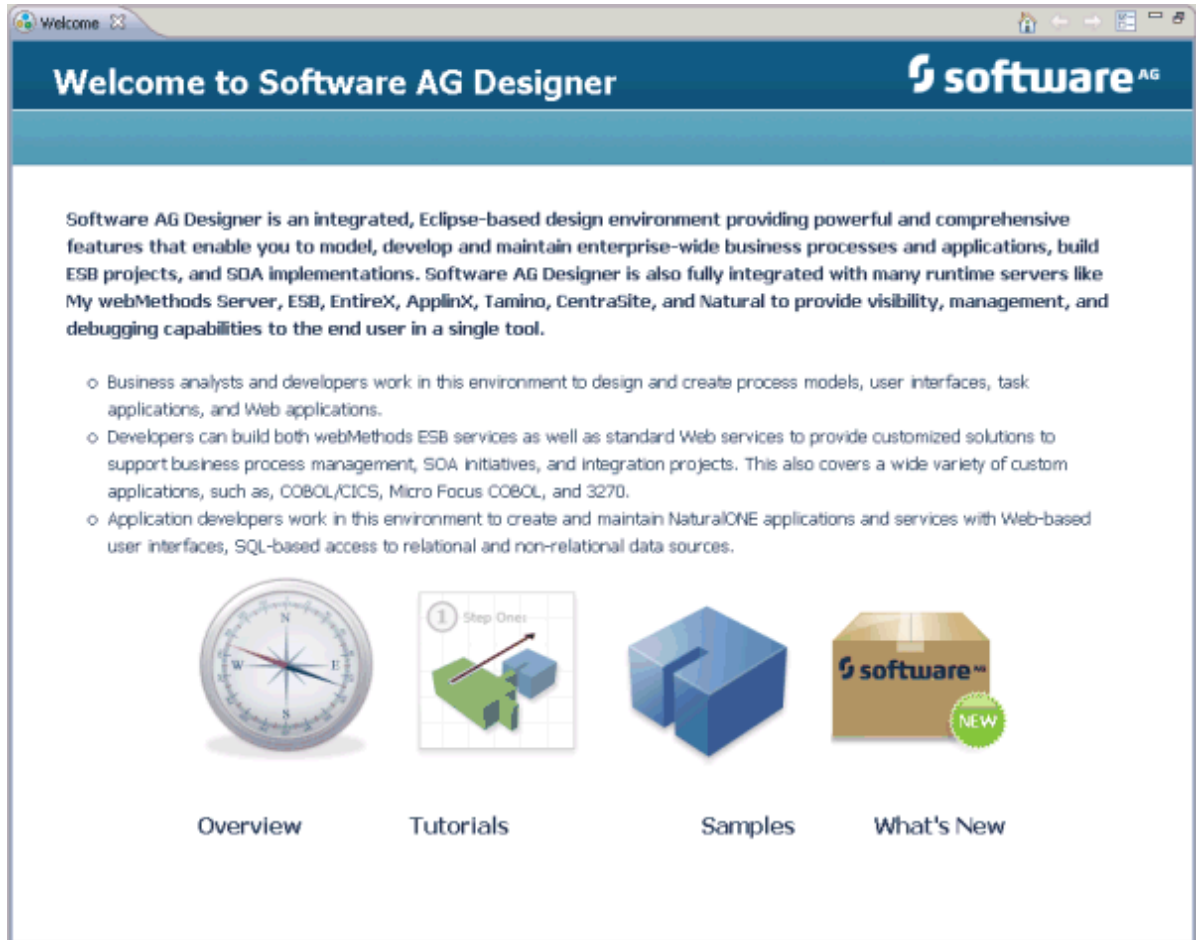 Welcome
Welcome to Software AG Designer
software AG
Software AG Designer is an integrated, Eclipse-based design environment providing powerful and comprehensive
features that enable you to model, develop and maintain enterprise-wide business processes and applications, build
ESB projects, and SOA implementations. Software AG Designer is also fully integrated with many runtime servers like
My webMethods Server, ESB, EntireX, ApplinX, Tamino, CentraSite, and Natural to provide visibility, management, and
debugging capabilities to the end user in a single tool.
Business analysts and developers work in this environment to design and create process models, user interfaces, task
applications, and Web applications.
Developers can build both webMethods ESB services as well as standard Web services to provide customized solutions to
support business process management, SOA initiatives, and integration projects. This also covers a wide variety of custom
applications, such as, COBOL/CICS, Micro Focus COBOL, and 3270.
Application developers work in this environment to create and maintain NaturalONE applications and services with Web-based
user interfaces, SQL-based access to relational and non-relational data sources.
N
W E
S
1 Step One:
software AG
NEW
Overview Tutorials Samples What's New